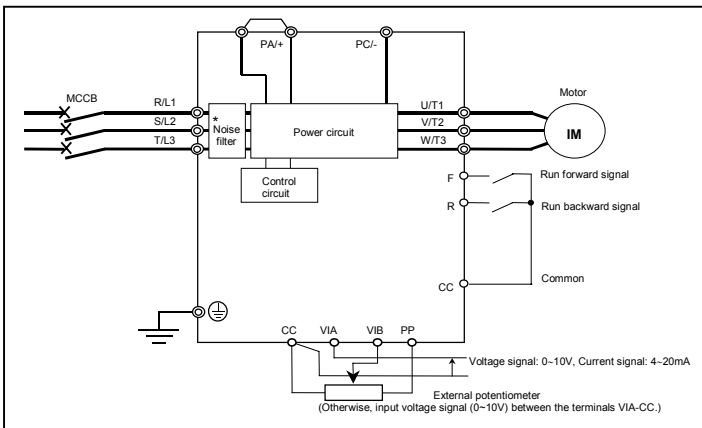 PA/+
PC/-
MCCB
R/L1
S/L2
T/L3
*
Noise
filter
Power circuit
Control
circuit
U/T1
V/T2
W/T3
Motor
IM
F
Run forward signal
R
Run backward signal
CC
Common
CC
VIA
VIB
PP
Voltage signal: 0~10V, Current signal: 4~20mA
External potentiometer
(Otherwise, input voltage signal (0~10V) between the terminals VIA-CC.)